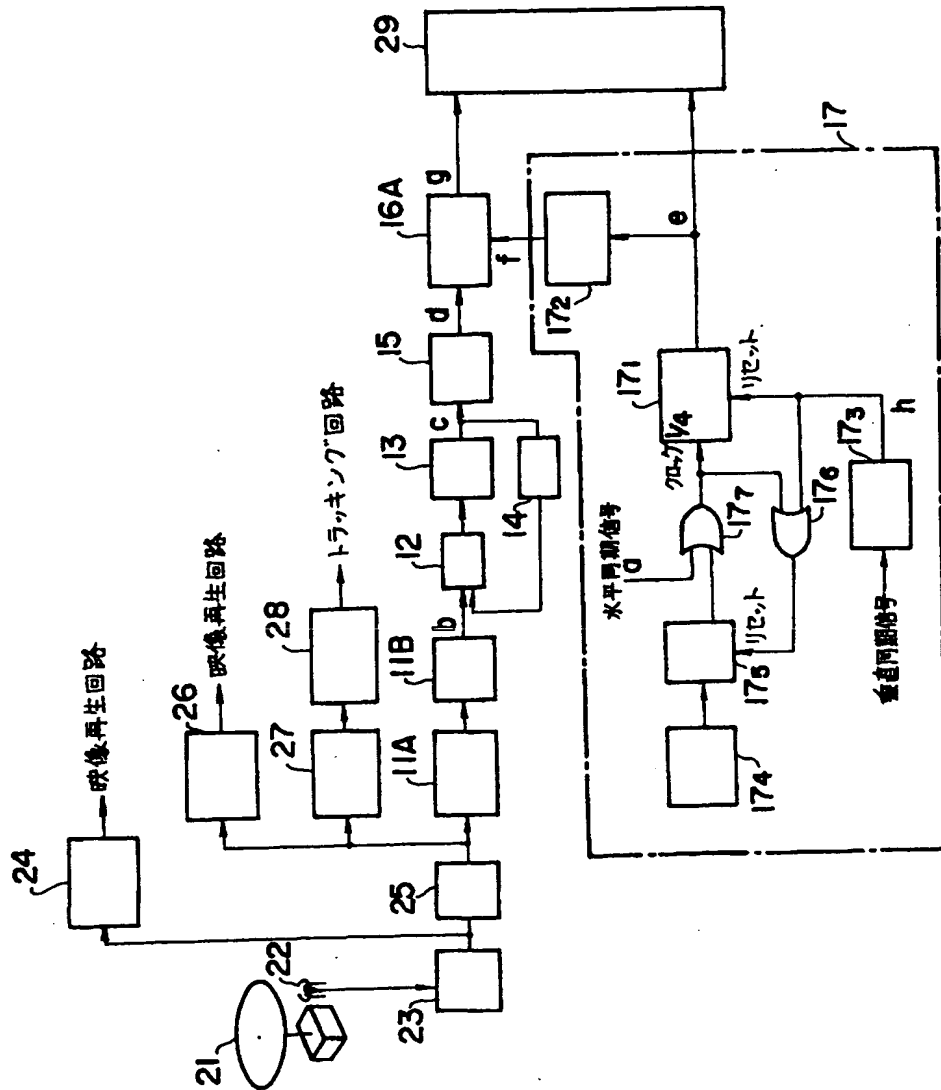 21
22
23
24
映像再生回路
25
26
映像再生回路
27
28
トラッキング回路
11A
11B
b
12
13
14
c
15
d
16A
g
29
f
e
17
172
水平同期信号
a
クロック
1/4
171
リセット
177
176
リセット
175
174
垂直同期信号
173
h